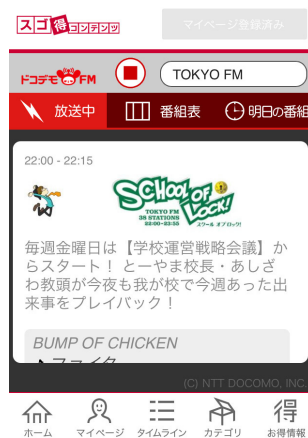 スゴ得コンテンツ
マイページ登録済み
ドコデモFM
TOKYO FM
放送中
番組表
明日の番組
22:00 - 22:15
SCHOOL OF LOCK!
TOKYO FM
38 STATIONS
22:00-23:55
スクール オブ ロック!
毎週金曜日は【学校運営戦略会議】か
らスタート！ とーやま校長・あしざ
わ教頭が今夜も我が校で今週あった出
来事をプレイバック！
BUMP OF CHICKEN
ファイタ
(C) NTT DOCOMO, INC.
ホーム
マイページ
タイムライン
カテゴリ
得
お得情報